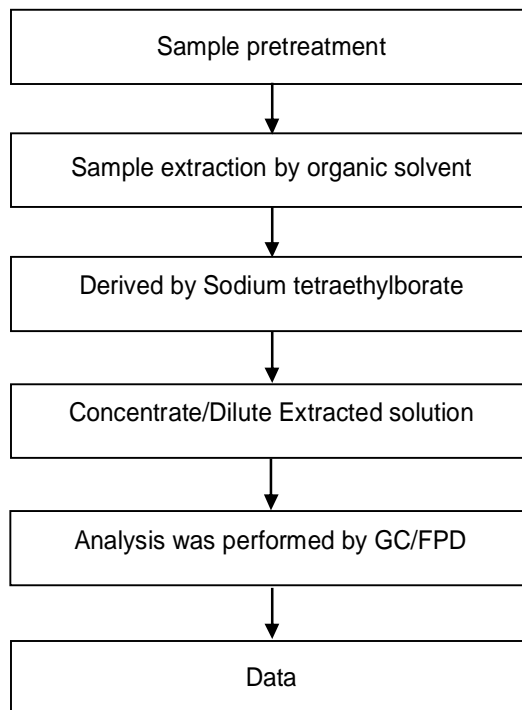 Sample pretreatment
Sample extraction by organic solvent
Derived by Sodium tetraethylborate
Concentrate/Dilute Extracted solution
Analysis was performed by GC/FPD
Data